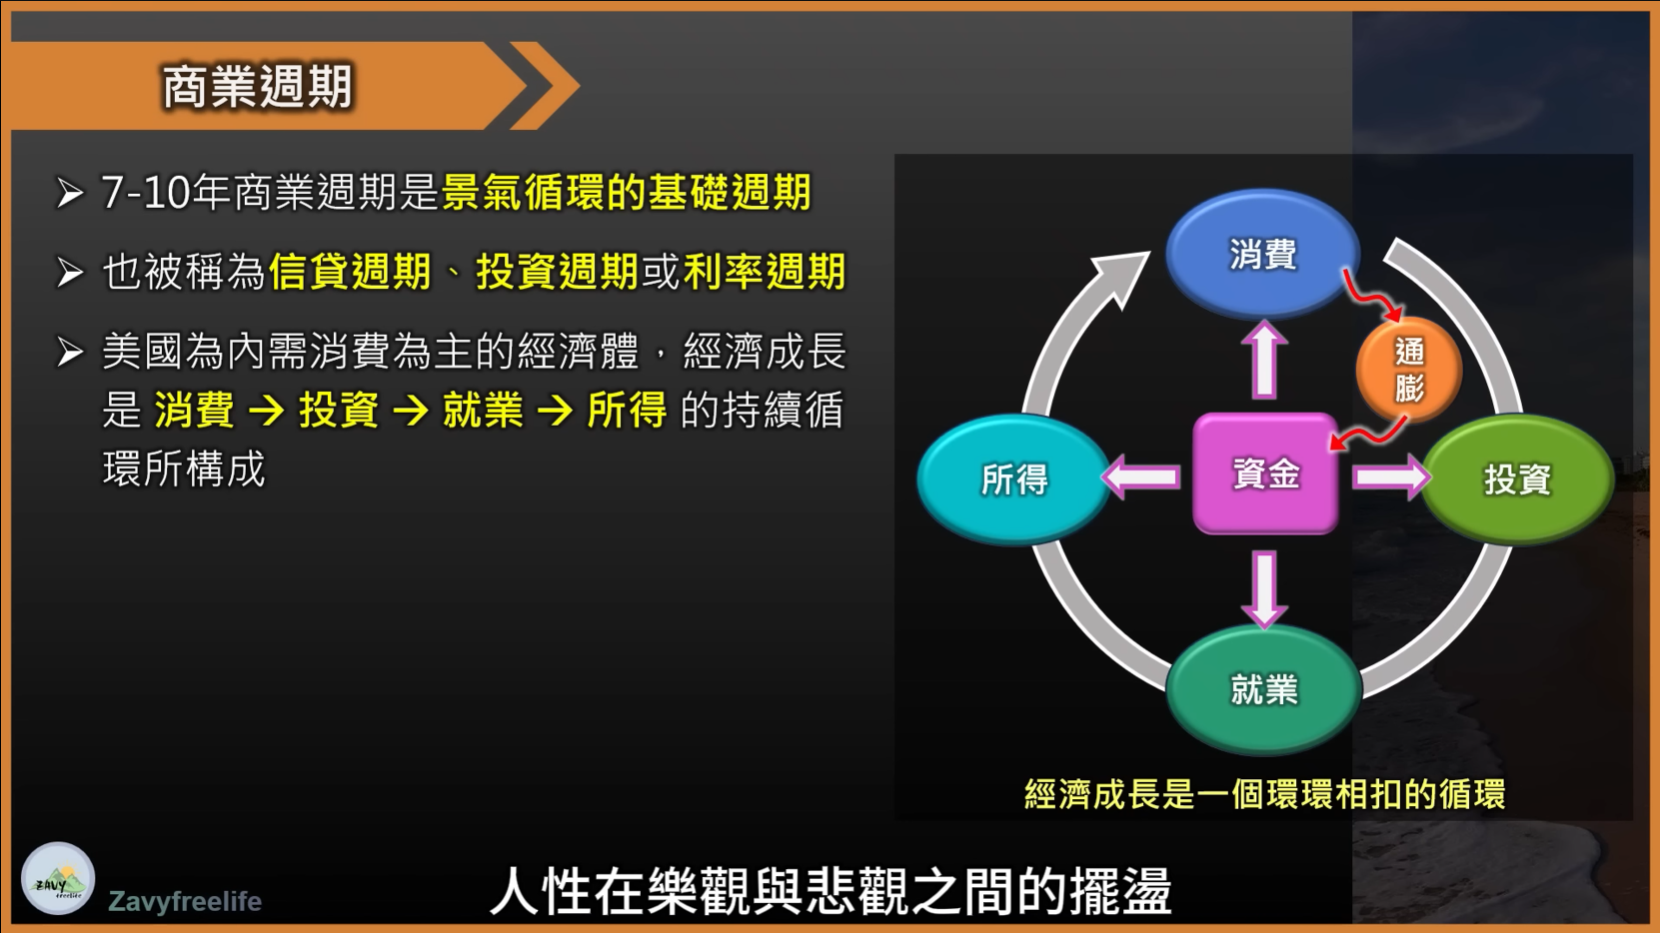 商業週期
➢ 7-10年商業週期是景氣循環的基礎週期
➢ 也被稱為信貸週期、投資週期或利率週期
➢ 美國為內需消費為主的經濟體，經濟成長
是 消費 → 投資 → 就業 → 所得 的持續循
環所構成
消費
通
膨
所得
資金
投資
就業
經濟成長是一個環環相扣的循環
ZAVY
freelife
Zavyfreelife
人性在樂觀與悲觀之間的擺盪